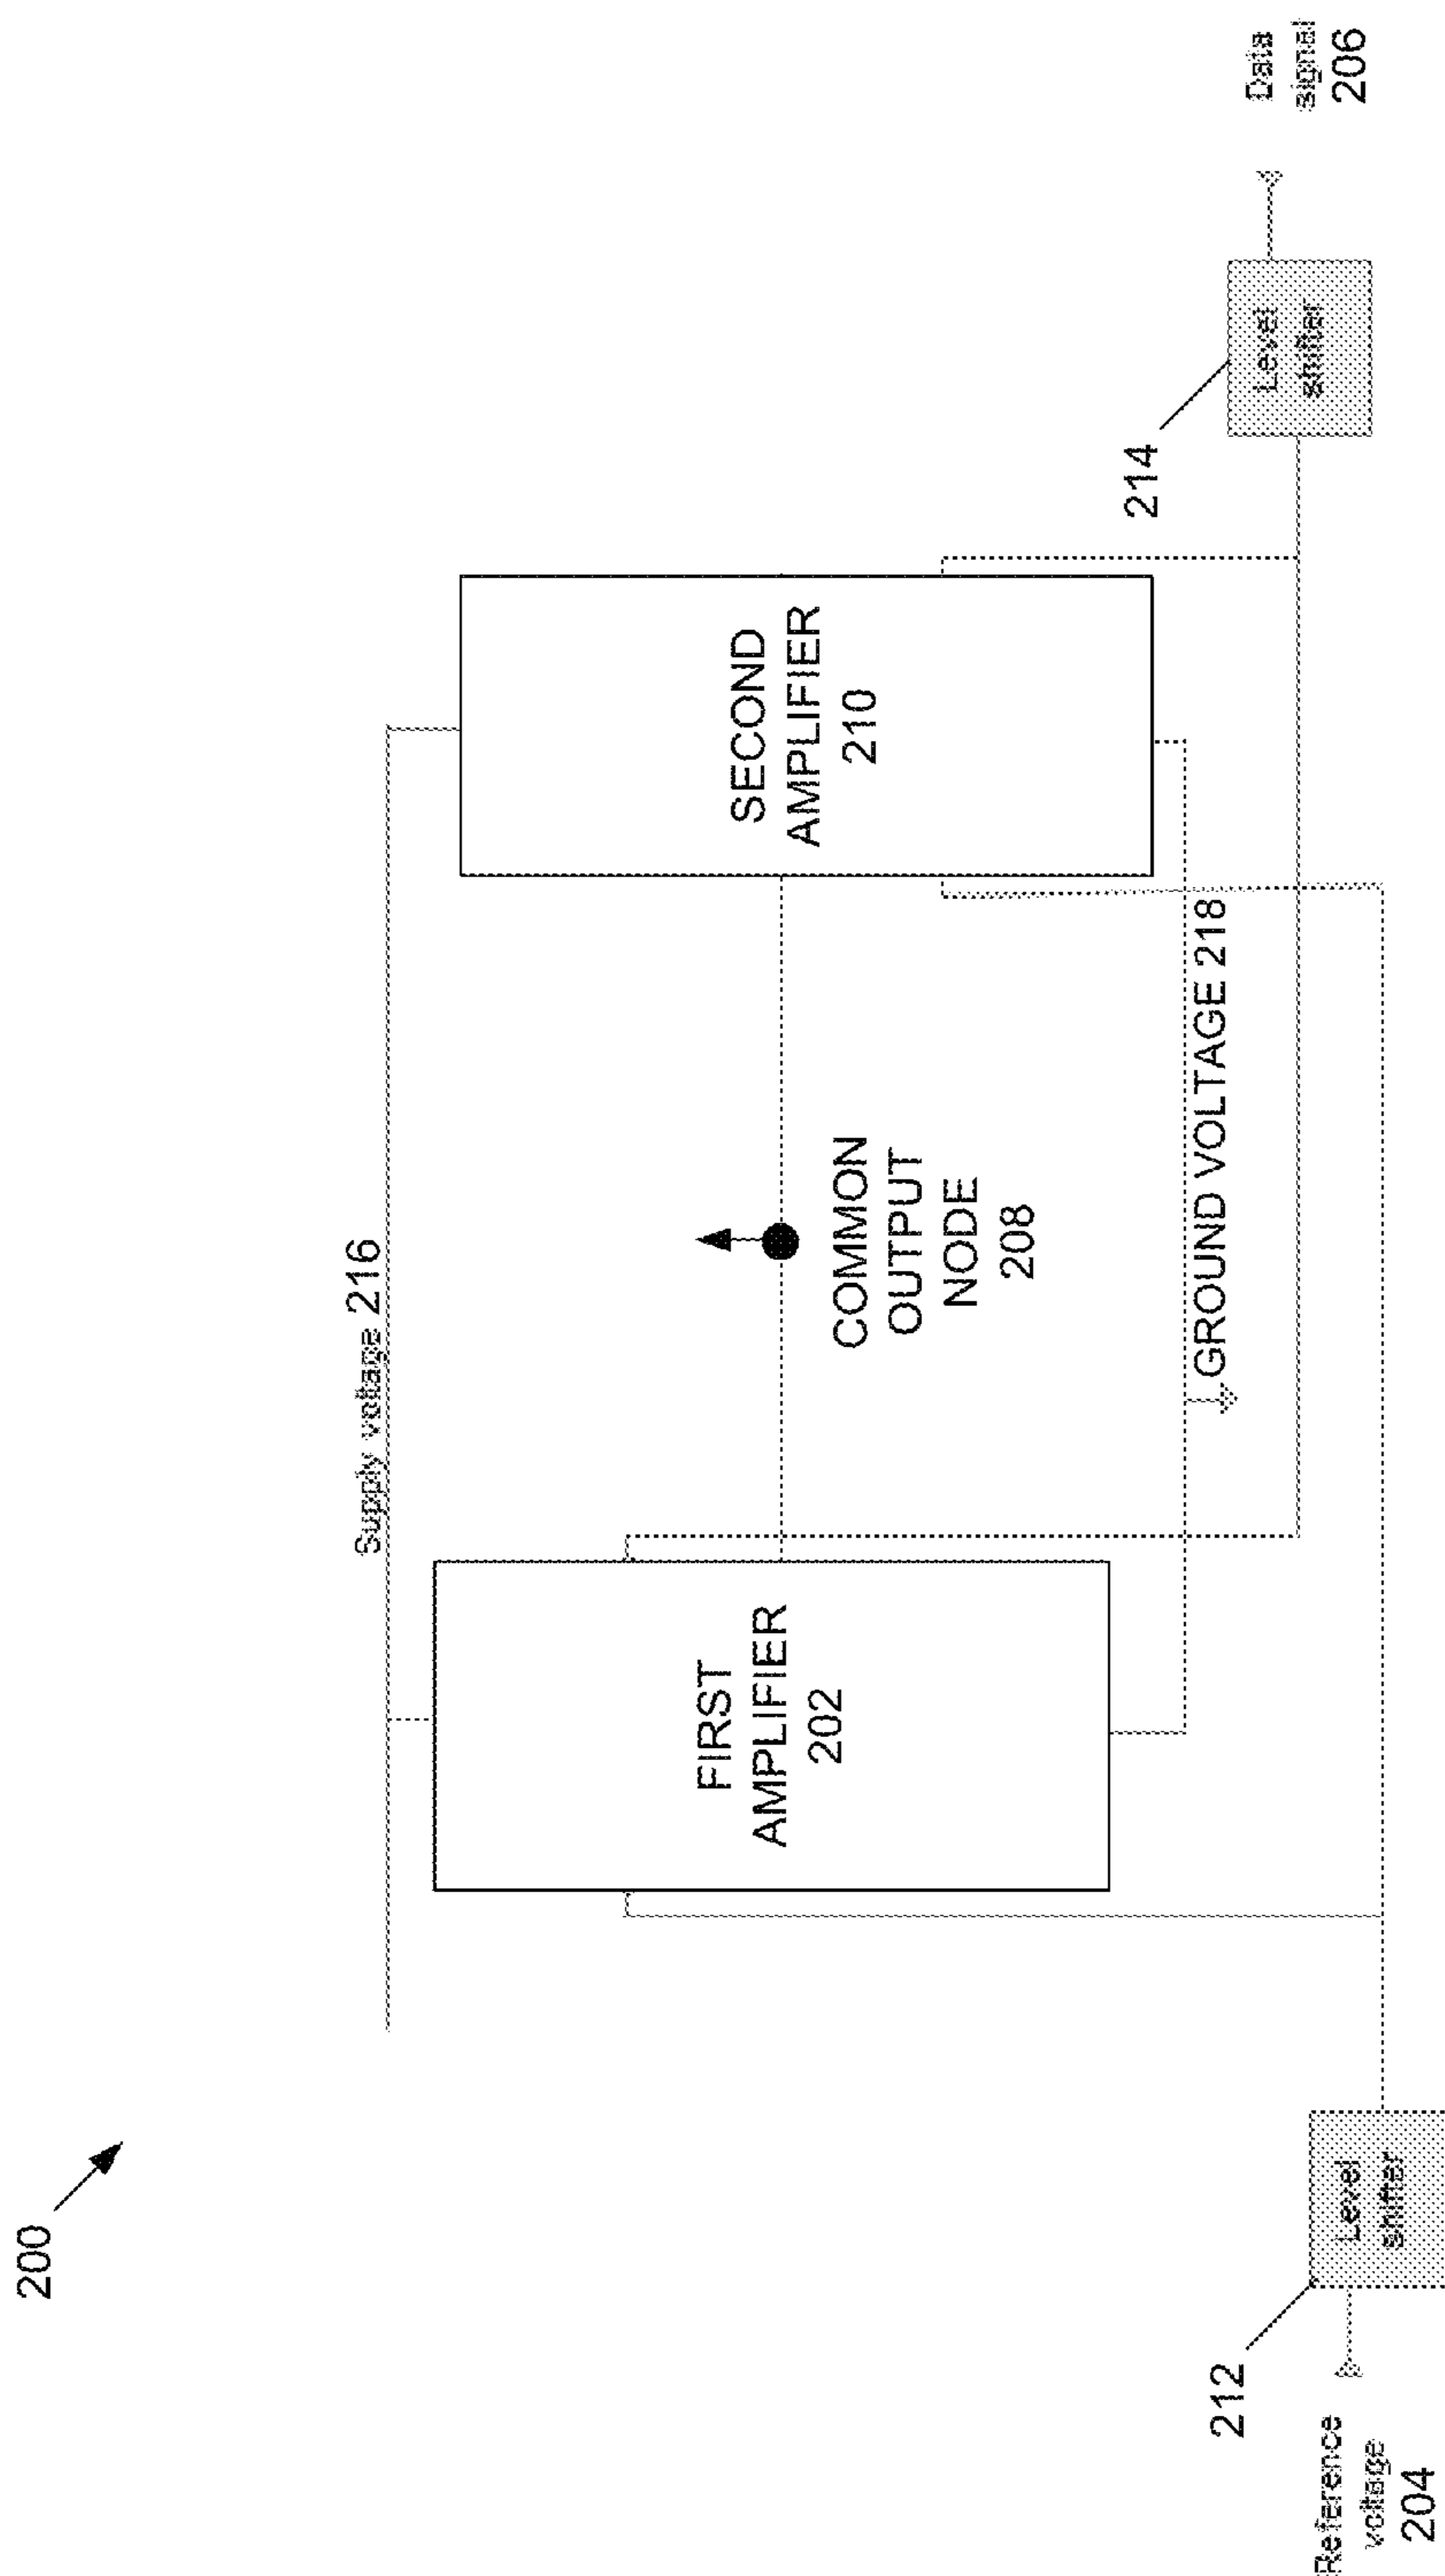 200
Supply voltage 216
FIRST
AMPLIFIER
202
SECOND
AMPLIFIER
210
COMMON
OUTPUT
NODE
208
GROUND VOLTAGE 218
214
Level
shifter
Data
signal
206
212
Level
shifter
Reference
voltage
204